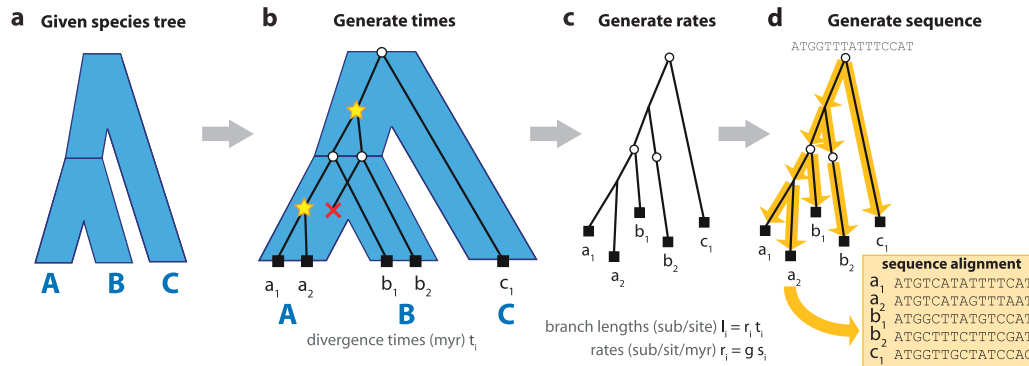 a Given species tree
b Generate times
c Generate rates
d Generate sequence
ATGGTTTATTTCCAT
A B C
a1 a2 b1 b2 c1
A B C
divergence times (myr) ti
a1
a2
b1
b2
c1
branch lengths (sub/site) li = ri ti
rates (sub/sit/myr) ri = g si
a1
a2
b1
b2
c1
sequence alignment
a1 ATGTCATATTTTCAT
a2 ATGTCATAGTTTAAT
b1 ATGGCTTATGTCCAT
b2 ATGCTTTCTTTCGAT
c1 ATGGTTGCTATCCAG